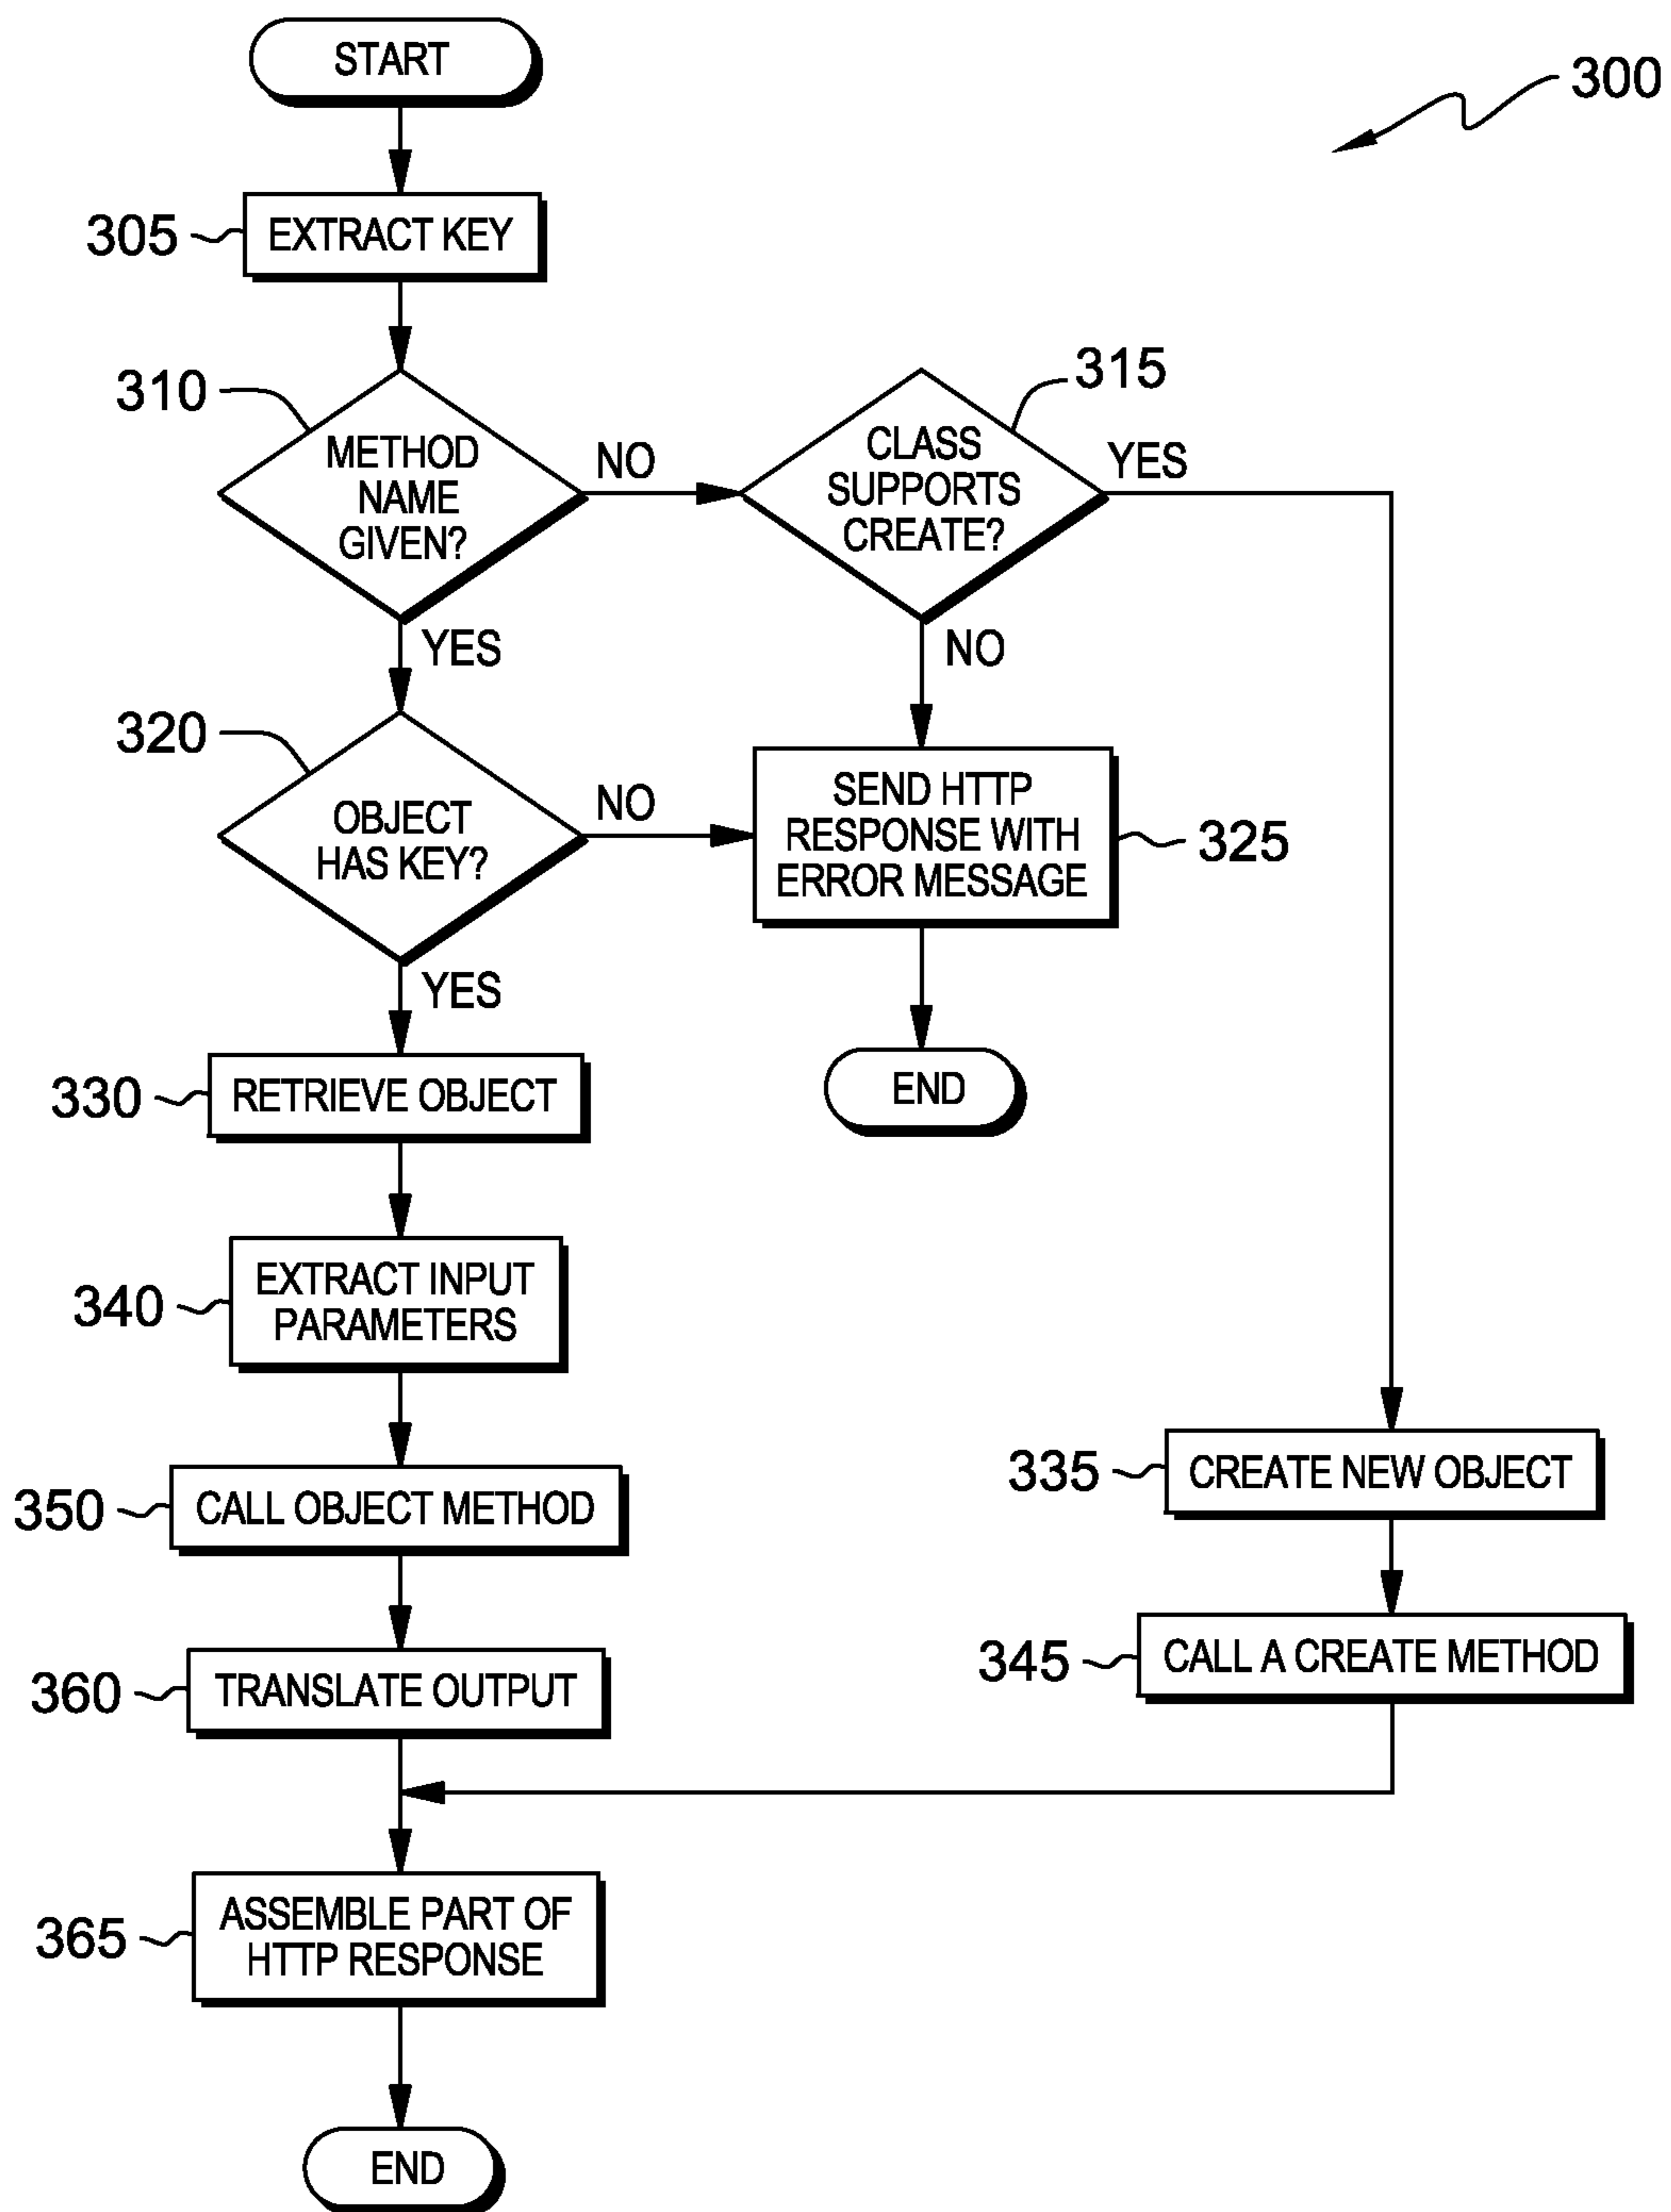 START
300
305
EXTRACT KEY
310
METHOD
NAME
GIVEN?
NO
315
CLASS
SUPPORTS
CREATE?
YES
YES
NO
320
OBJECT
HAS KEY?
NO
SEND HTTP
RESPONSE WITH
ERROR MESSAGE
325
YES
330
RETRIEVE OBJECT
END
340
EXTRACT INPUT
PARAMETERS
335
CREATE NEW OBJECT
350
CALL OBJECT METHOD
345
CALL A CREATE METHOD
360
TRANSLATE OUTPUT
365
ASSEMBLE PART OF
HTTP RESPONSE
END